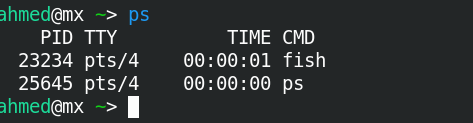 ahmed@mx ~> ps
    PID TTY          TIME CMD
  23234 pts/4    00:00:01 fish
  25645 pts/4    00:00:00 ps
ahmed@mx ~>